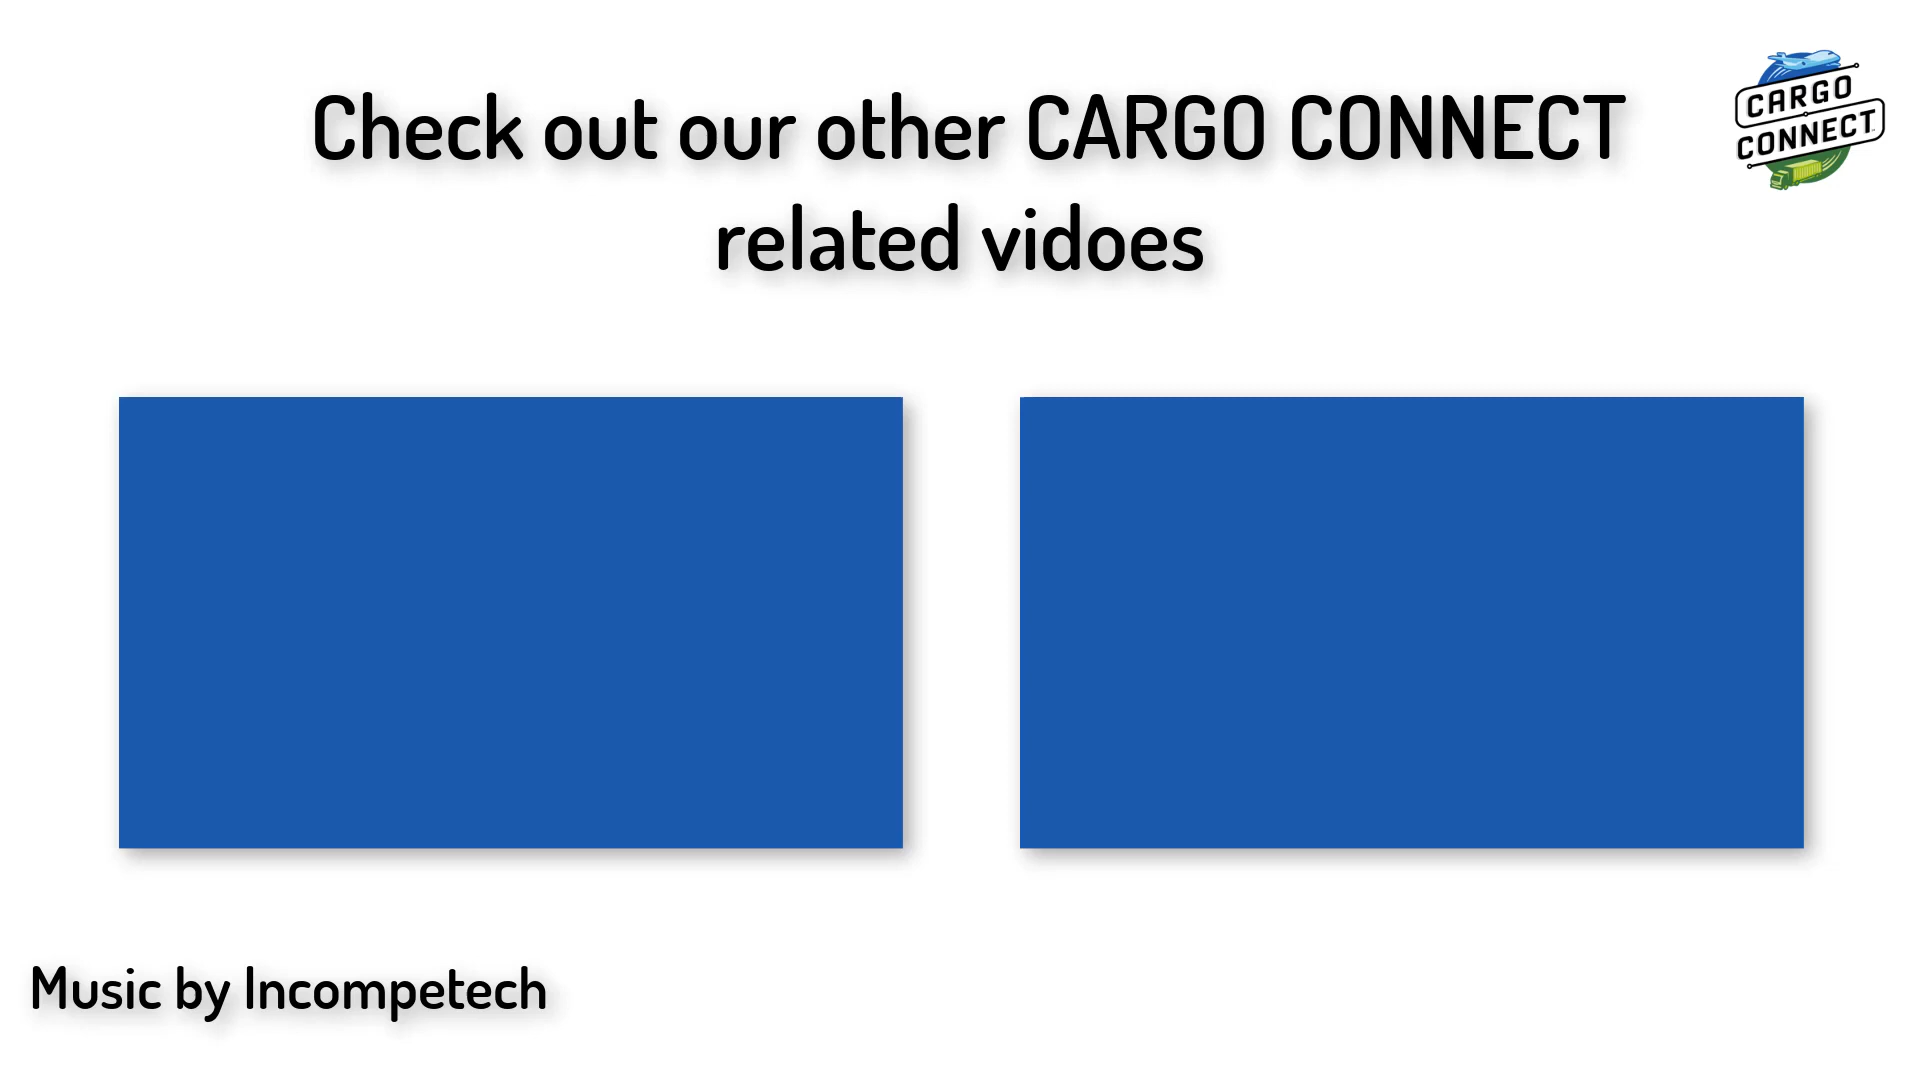 Check out our other CARGO CONNECT
related vidoes
CARGO
CONNECT
Music by Incompetech